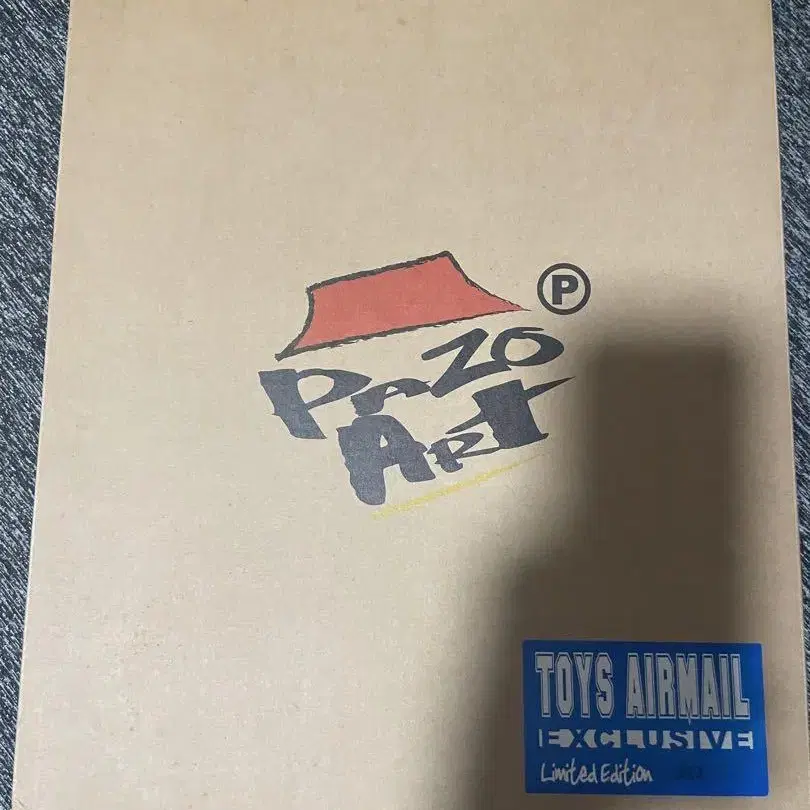 P
PAZO
ART
TOYS AIRMAIL
EXCLUSIVE
Limited Edition